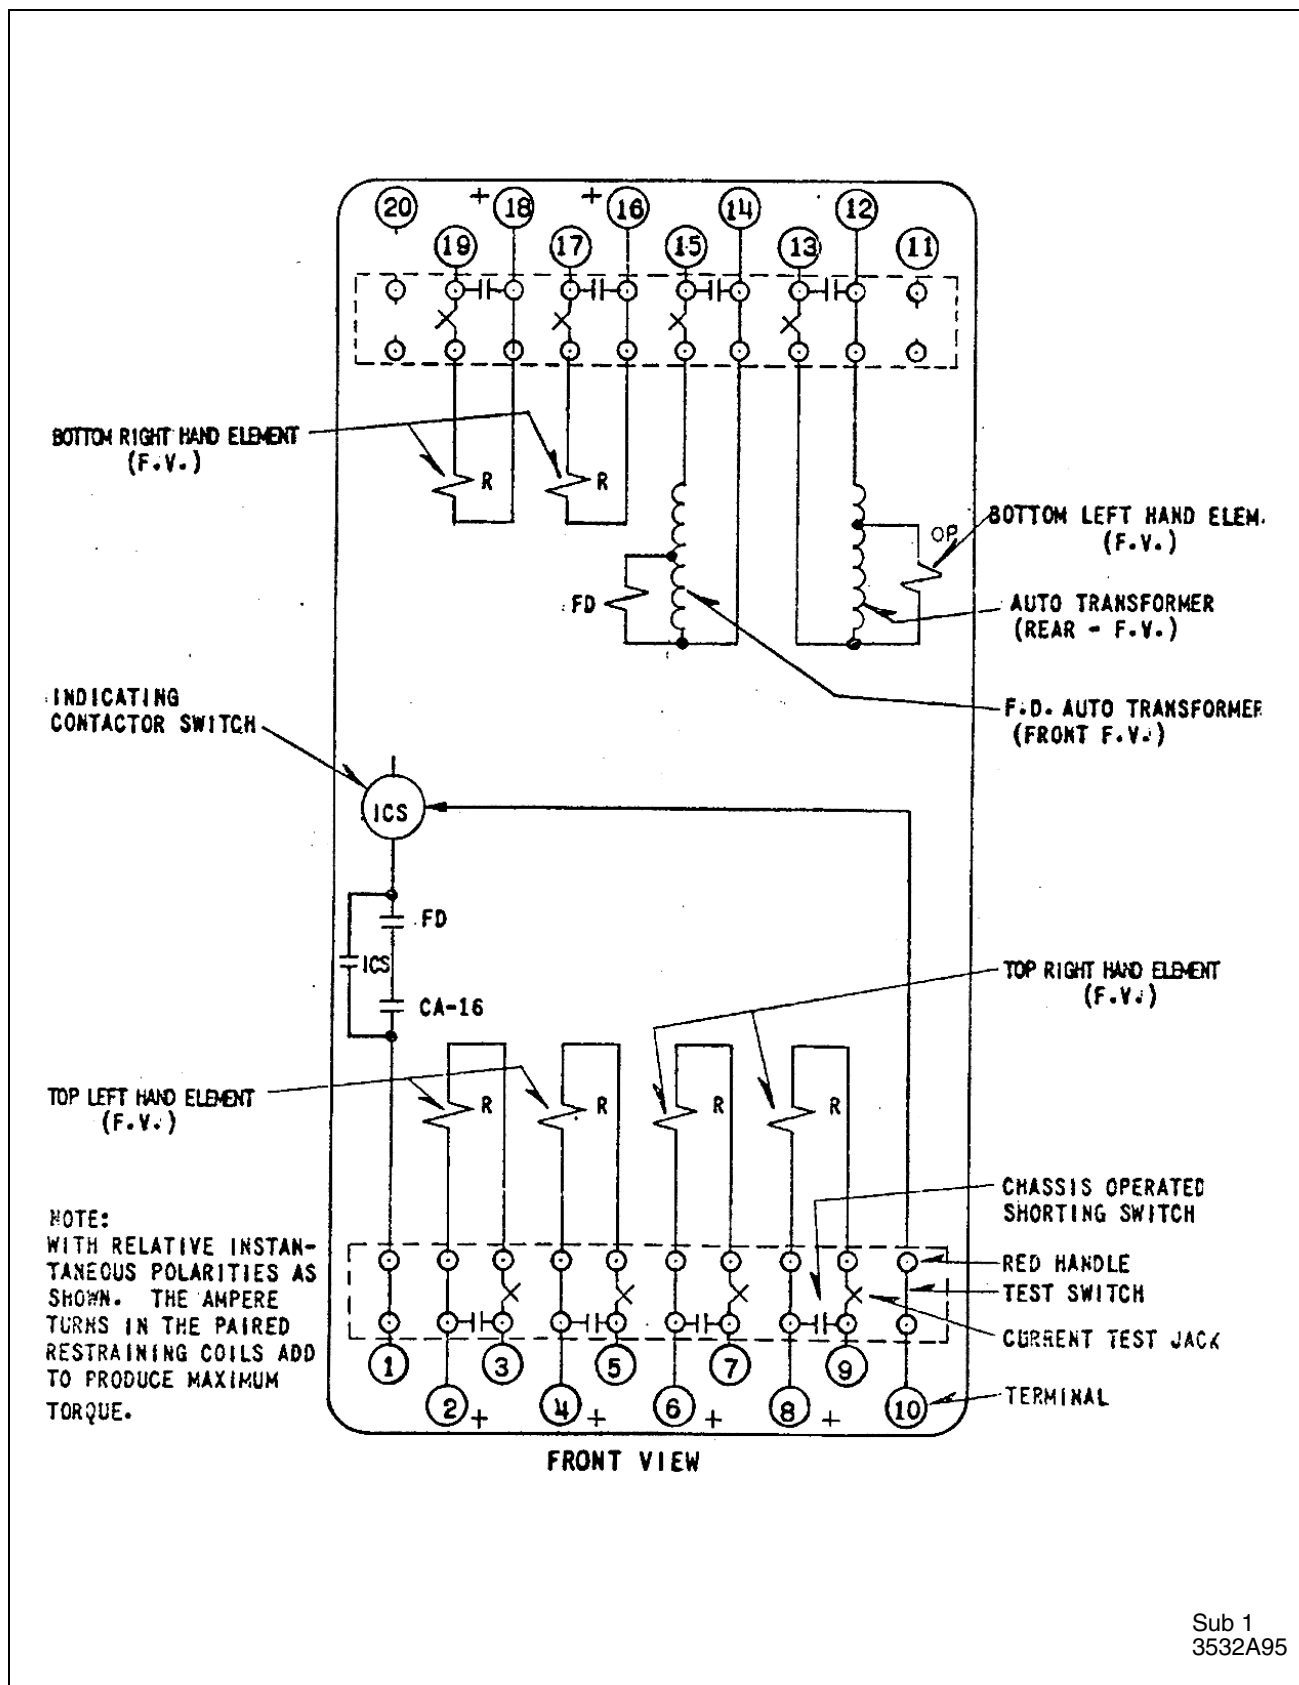 20 + 18 + 16 14 12
19 17 15 13 11
BOTTOM RIGHT HAND ELEMENT
(F.V.)
R R
OP
BOTTOM LEFT HAND ELEM.
(F.V.)
FD
AUTO TRANSFORMER
(REAR - F.V.)
INDICATING
CONTACTOR SWITCH
F.D. AUTO TRANSFORMER
(FRONT F.V.)
ICS
FD
ICS
CA-16
TOP RIGHT HAND ELEMENT
(F.V.)
TOP LEFT HAND ELEMENT
(F.V.)
R R R R
CHASSIS OPERATED
SHORTING SWITCH
NOTE:
WITH RELATIVE INSTAN-
TANEOUS POLARITIES AS
SHOWN. THE AMPERE
TURNS IN THE PAIRED
RESTRAINING COILS ADD
TO PRODUCE MAXIMUM
TORQUE.
RED HANDLE
TEST SWITCH
CURRENT TEST JACK
TERMINAL
1 3 5 7 9
2 + 4 + 6 + 8 + 10
FRONT VIEW
Sub 1
3532A95